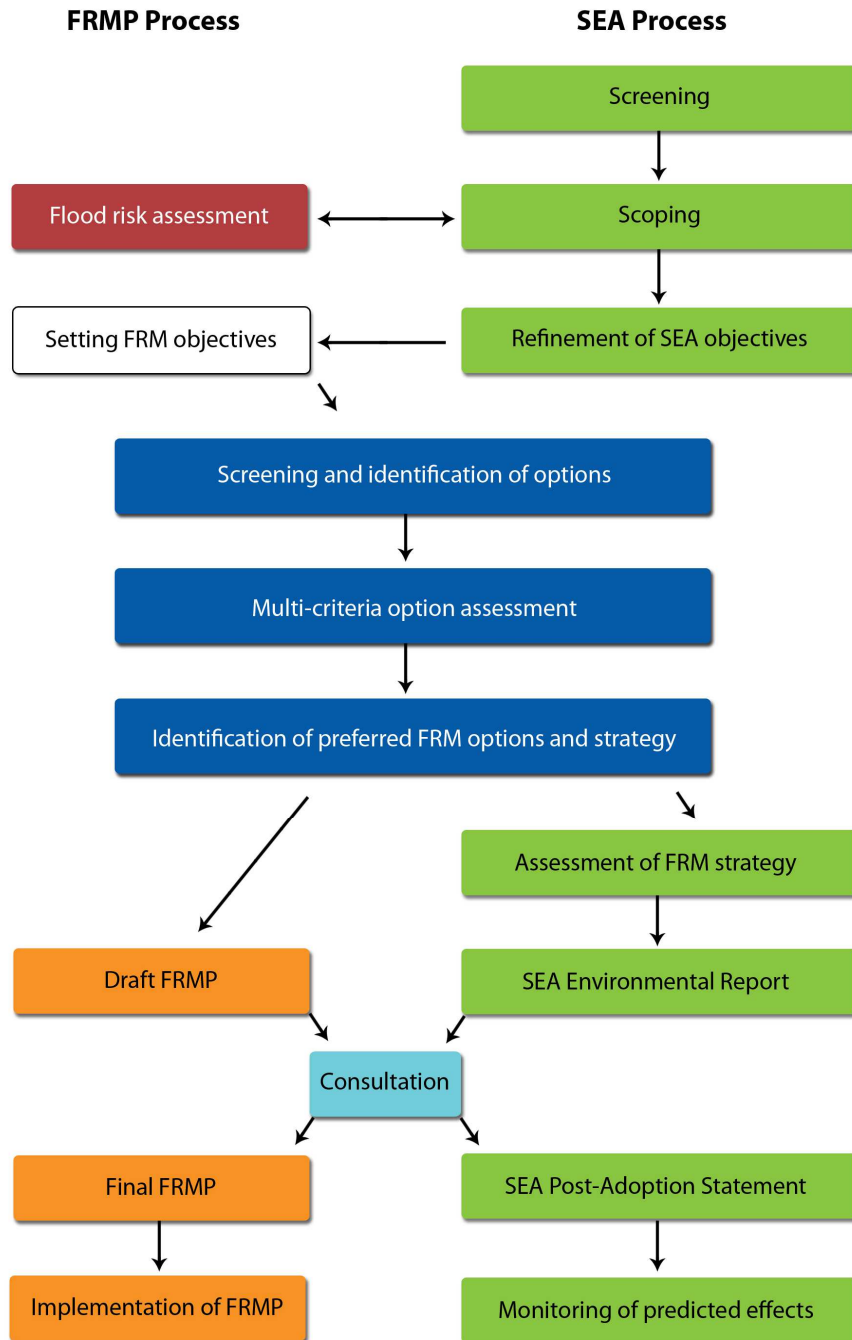 FRMP Process
SEA Process
Screening
Flood risk assessment
Scoping
Setting FRM objectives
Refinement of SEA objectives
Screening and identification of options
Multi-criteria option assessment
Identification of preferred FRM options and strategy
Assessment of FRM strategy
Draft FRMP
SEA Environmental Report
Consultation
Final FRMP
SEA Post-Adoption Statement
Implementation of FRMP
Monitoring of predicted effects